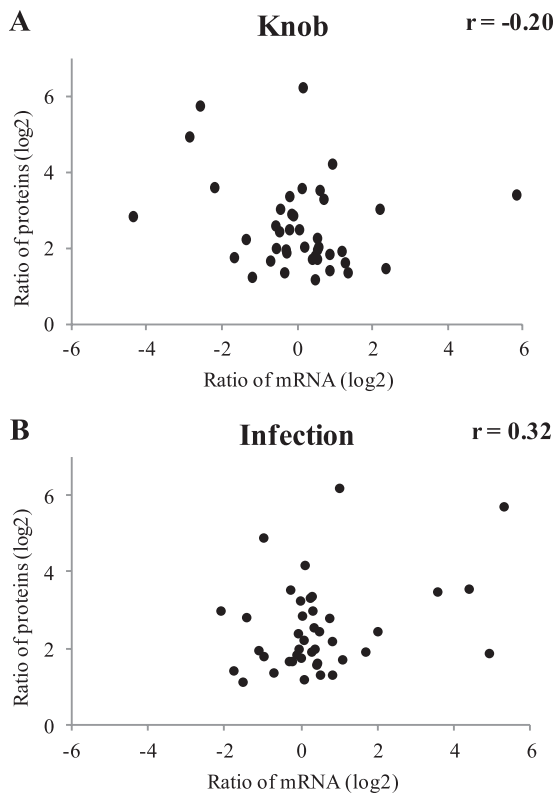 A
Knob
r = -0.20
Ratio of proteins (log2)
6
4
2
0
-6 -4 -2 0 2 4 6
Ratio of mRNA (log2)
B
Infection
r = 0.32
Ratio of proteins (log2)
6
4
2
0
-6 -4 -2 0 2 4 6
Ratio of mRNA (log2)